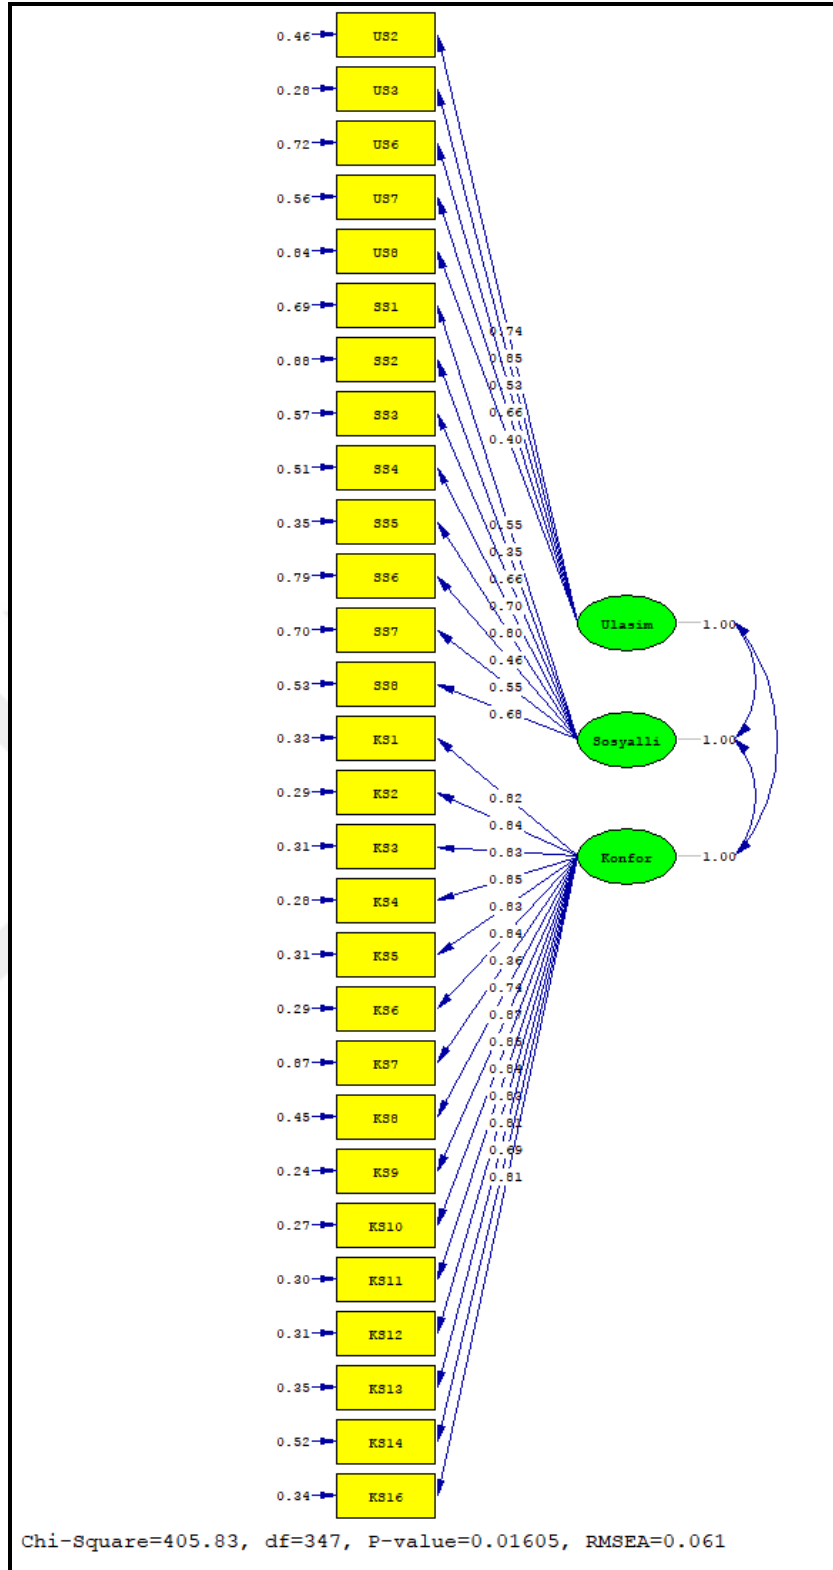 0.46 US2
0.28 US3
0.72 US6
0.56 US7
0.84 US8
0.69 SS1
0.88 SS2
0.57 SS3
0.51 SS4
0.35 SS5
0.79 SS6
0.70 SS7
0.53 SS8
0.33 KS1
0.29 KS2
0.31 KS3
0.28 KS4
0.31 KS5
0.29 KS6
0.87 KS7
0.45 KS8
0.24 KS9
0.27 KS10
0.30 KS11
0.31 KS12
0.35 KS13
0.52 KS14
0.34 KS16
0.74
0.85
0.53
0.66
0.40
0.55
0.35
0.66
0.70
0.80
0.46
0.55
0.68
0.82
0.84
0.83
0.85
0.83
0.84
0.36
0.74
0.87
0.85
0.84
0.83
0.81
0.69
0.81
Ulasim 1.00
Sosyalli 1.00
Konfor 1.00
Chi-Square=405.83, df=347, P-value=0.01605, RMSEA=0.061